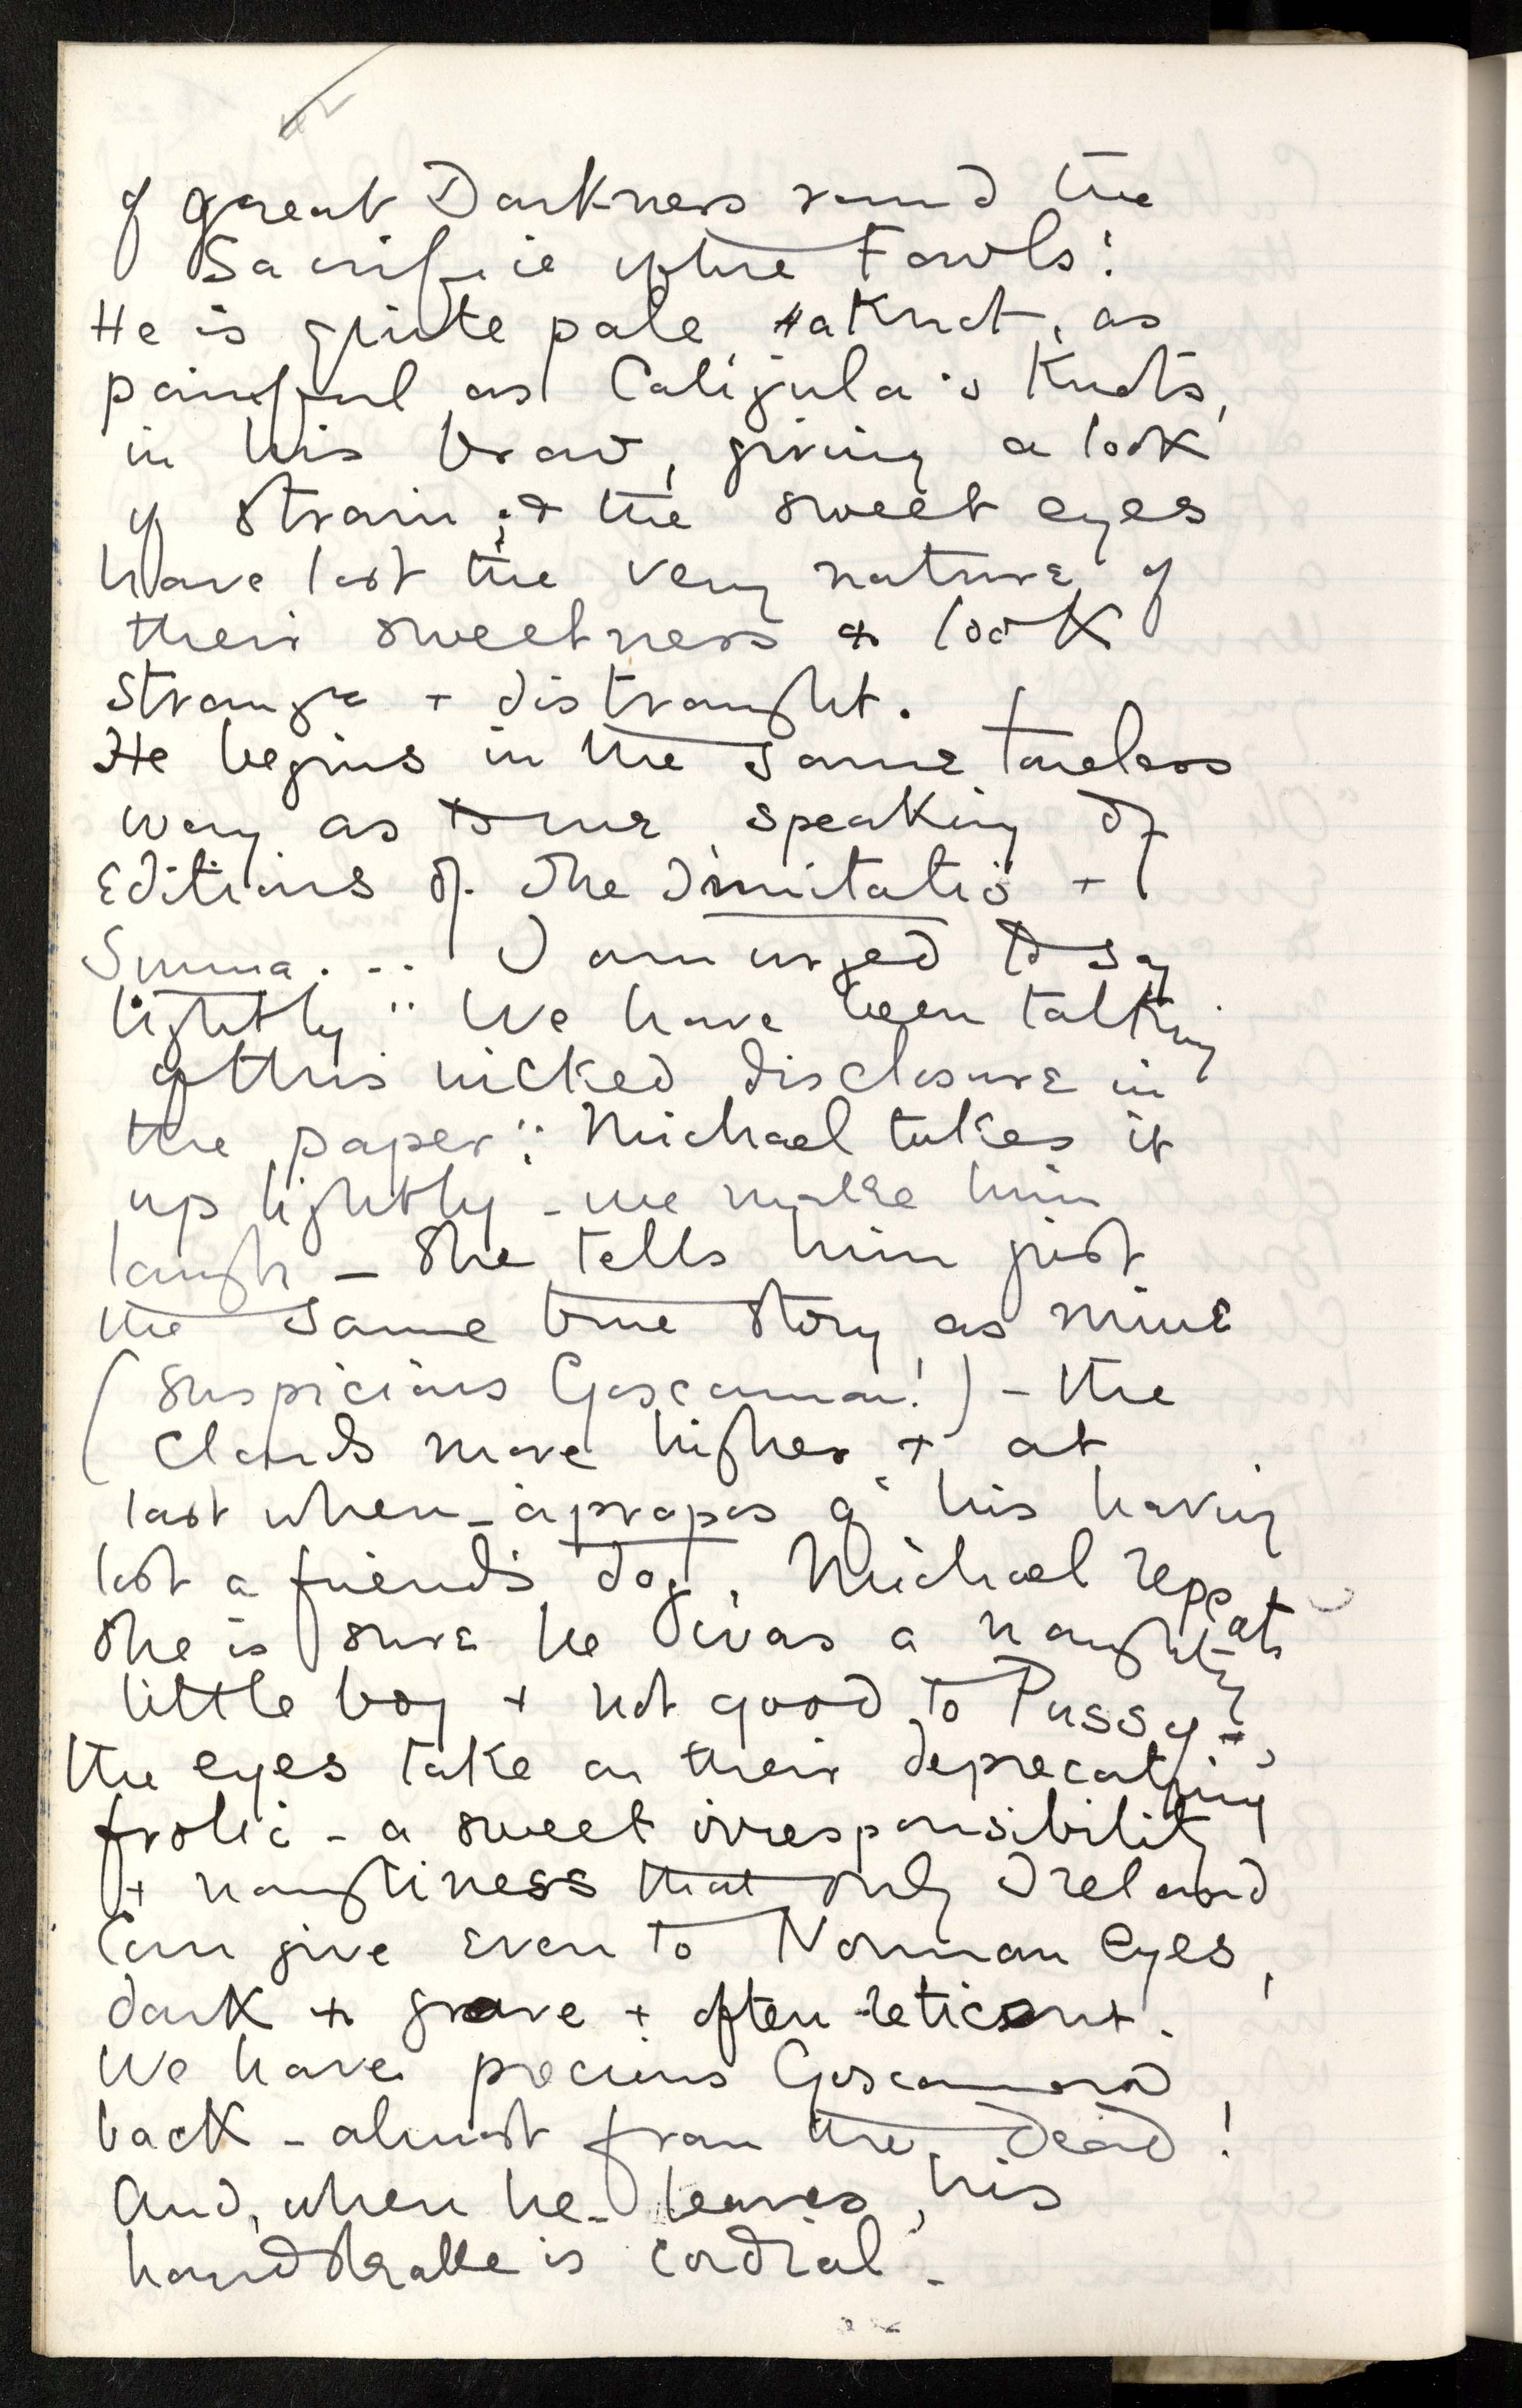 of great Darkness round the
Sacrifice of the Fowls!
He is quite pale, a knot, as
painful as Caligula's knots,
in his brow, giving a look
of strain; & the sweet eyes
have lost the very nature of
their sweetness & look
strange + distraught.
He begins in the same toneless
way as to me, speaking of
Editions of the Imitatio +
Summa. ... I am urged to say
lightly "We have been talking
of this wicked disclosure in
the paper": Michael takes it
up lightly - we make him
laugh - she tells him just
the same true story as mine
(suspicious Goscannon!) - the
Clouds move higher + at
last when - àpropos of his having
lost a friend's dog, Michael repeats
she is sure he was a naughty
little boy + not good to Pussy -,
the eyes take on their deprecating
frolic - a sweet irresponsibility
+ naughtiness that only Ireland
Can give even to Norman Eyes,
dark + grave + often reticent.
We have precious Goscannon
back - almost from the dead!
And, when he leaves, his
handshake is cordial -